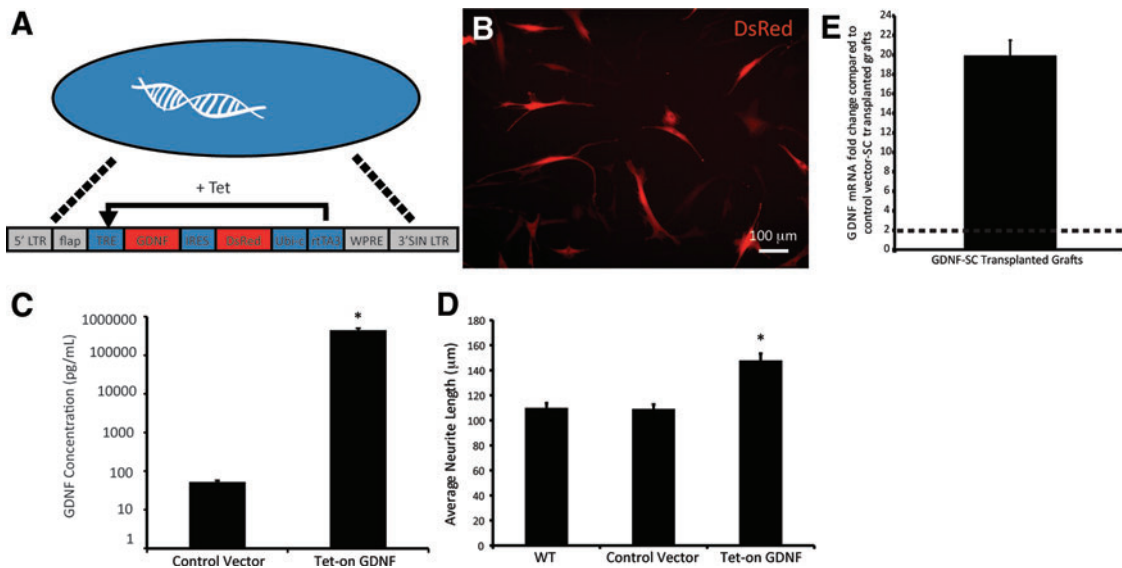 A
+ Tet
5' LTR flap TRE GDNF IRES DsRed Ubi-c rtTA3 WPRE 3'SIN LTR
B
DsRed
100 µm
E
GDNF mRNA fold change compared to
control vector-SC transplanted grafts
24
22
20
18
16
14
12
10
8
6
4
2
0
GDNF-SC Transplanted Grafts
C
GDNF Concentration (pg/mL)
1000000
100000
10000
1000
100
10
1
*
Control Vector Tet-on GDNF
D
Average Neurite Length (µm)
180
160
140
120
100
80
60
40
20
0
*
WT Control Vector Tet-on GDNF